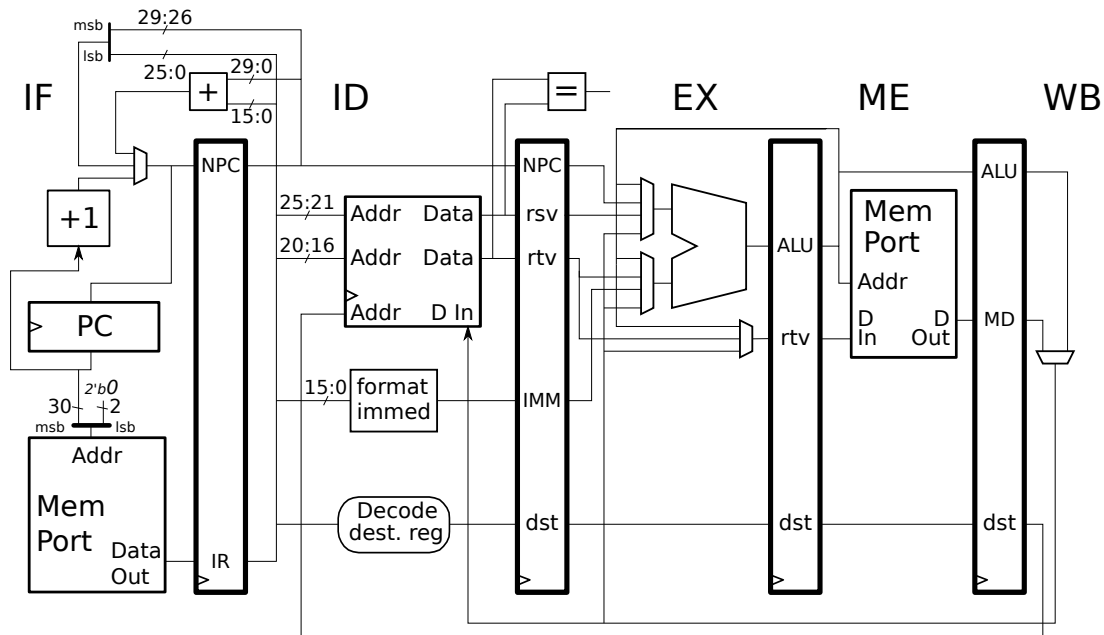 29:26
msb
lsb
25:0
29:0
+
15:0
=
IF
ID
EX
ME
WB
NPC
NPC
ALU
+1
25:21
Addr
Data
rsv
Mem
Port
20:16
Addr
Data
rtv
ALU
Addr
Addr
D In
PC
D
In
D
Out
MD
rtv
2'b0
30
2
msb
lsb
15:0
format
immed
IMM
Addr
Mem
Port
Data
Out
IR
Decode
dest. reg
dst
dst
dst